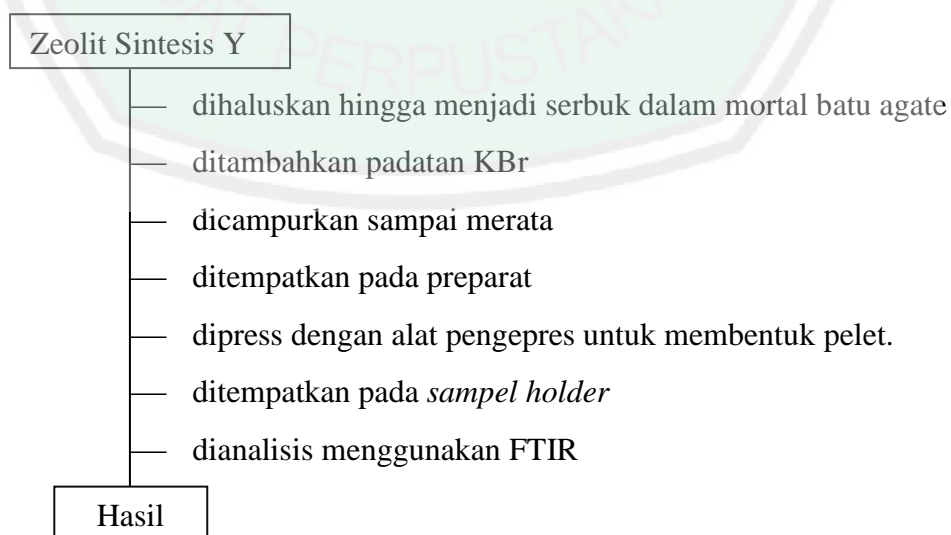 PERPUSTAK
Zeolit Sintesis Y
dihaluskan hingga menjadi serbuk dalam mortal batu agate
ditambahkan padatan KBr
dicampurkan sampai merata
ditempatkan pada preparat
dipress dengan alat pengepres untuk membentuk pelet.
ditempatkan pada sampel holder
dianalisis menggunakan FTIR
Hasil